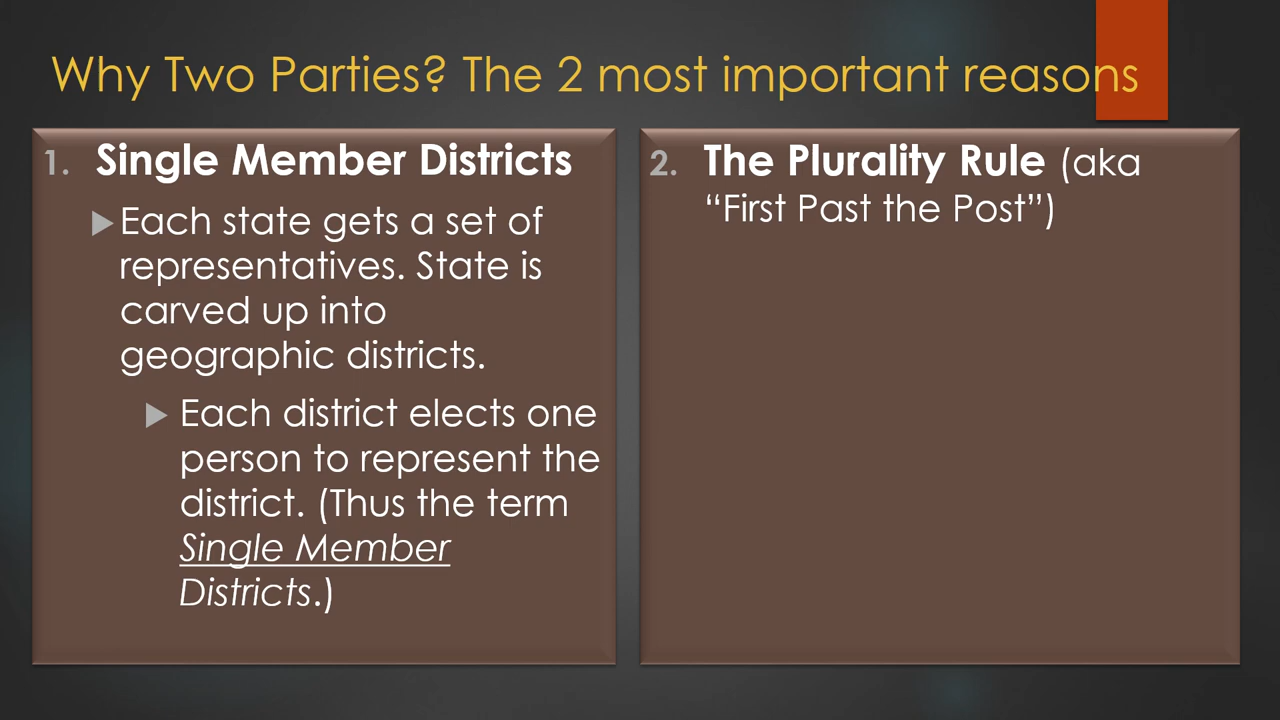 Why Two Parties? The 2 most important reasons
1. Single Member Districts
Each state gets a set of
representatives. State is
carved up into
geographic districts.
Each district elects one
person to represent the
district. (Thus the term
Single Member
Districts.)
2. The Plurality Rule (aka
“First Past the Post”)